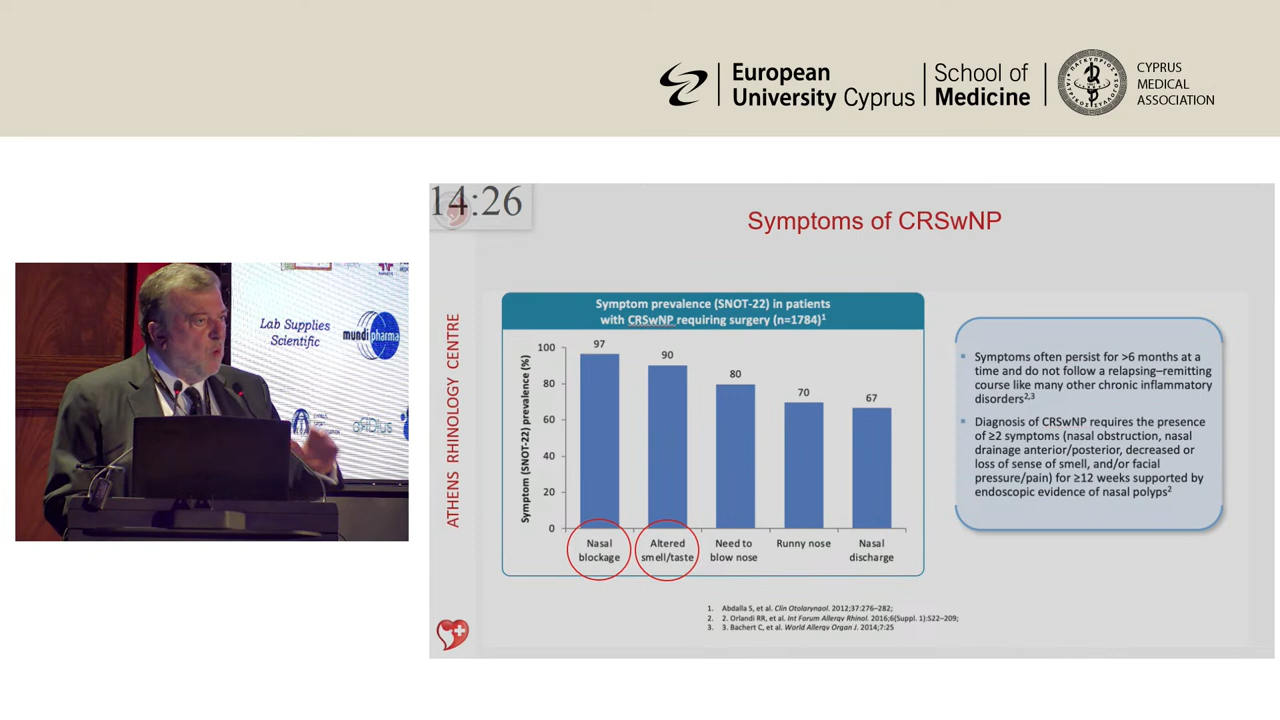 European
University Cyprus
School of
Medicine
ΠΑΓΚΥΠΡΙΟΣ
ΙΑΤΡΙΚΟΣ ΣΥΛΛΟΓΟΣ
CYPRUS
MEDICAL
ASSOCIATION
Lab Supplies
Scientific
mundipharma
14:26
Symptoms of CRSwNP
ATHENS RHINOLOGY CENTRE
Symptom prevalence (SNOT-22) in patients
with CRSwNP requiring surgery (n=1784)1
Symptom (SNOT-22) prevalence (%)
100
80
60
40
20
0
97
90
80
70
67
Nasal
blockage
Altered
smell/taste
Need to
blow nose
Runny nose
Nasal
discharge
▪ Symptoms often persist for >6 months at a
time and do not follow a relapsing–remitting
course like many other chronic inflammatory
disorders2,3
▪ Diagnosis of CRSwNP requires the presence
of ≥2 symptoms (nasal obstruction, nasal
drainage anterior/posterior, decreased or
loss of sense of smell, and/or facial
pressure/pain) for ≥12 weeks supported by
endoscopic evidence of nasal polyps2
1. Abdalla S, et al. Clin Otolaryngol. 2012;37:276–282;
2. 2. Orlandi RR, et al. Int Forum Allergy Rhinol. 2016;6(Suppl. 1):S22–209;
3. 3. Bachert C, et al. World Allergy Organ J. 2014;7:25